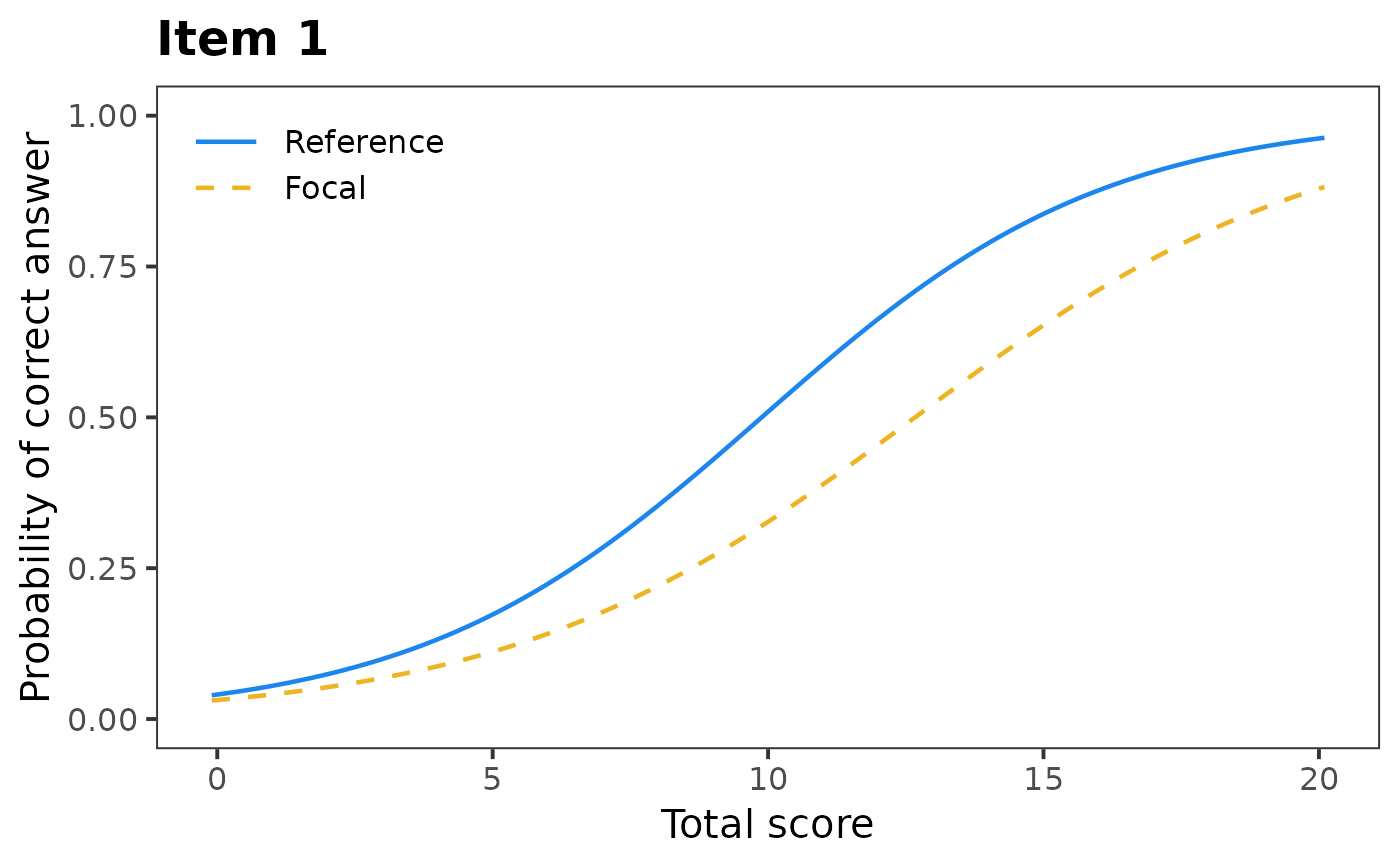 Item 1
Probability of correct answer
1.00
0.75
0.50
0.25
0.00
Reference
Focal
0 5 10 15 20
Total score